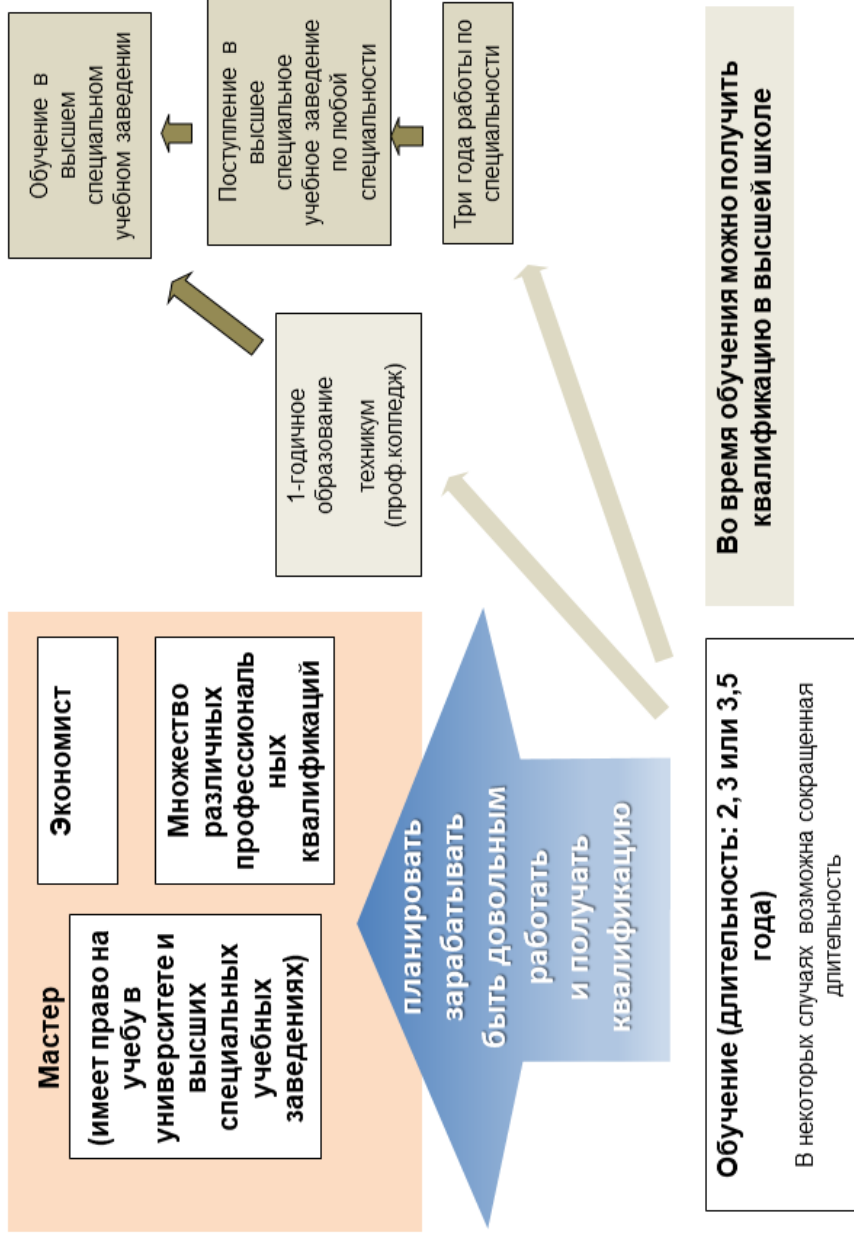 Мастер
(имеет право на
учебу в
университете и
высших
специальных
учебных
заведениях)
Экономист
Множество
различных
профессиональ
ных
квалификаций
планировать
зарабатывать
быть довольным
работать
и получать
квалификацию
Обучение (длительность: 2, 3 или 3,5
года)
В некоторых случаях возможна сокращенная
длительность
Обучение в
высшем
специальном
учебном заведении
Поступление в
высшее
специальное
учебное заведение
по любой
специальности
Три года работы по
специальности
1-годичное
образование
техникум
(проф.колледж)
Во время обучения можно получить
квалификацию в высшей школе